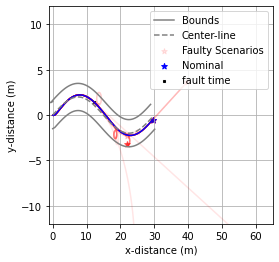 Bounds
Center-line
Faulty Scenarios
Nominal
fault time
10
5
0
−5
−10
y-distance (m)
0 10 20 30 40 50 60
x-distance (m)